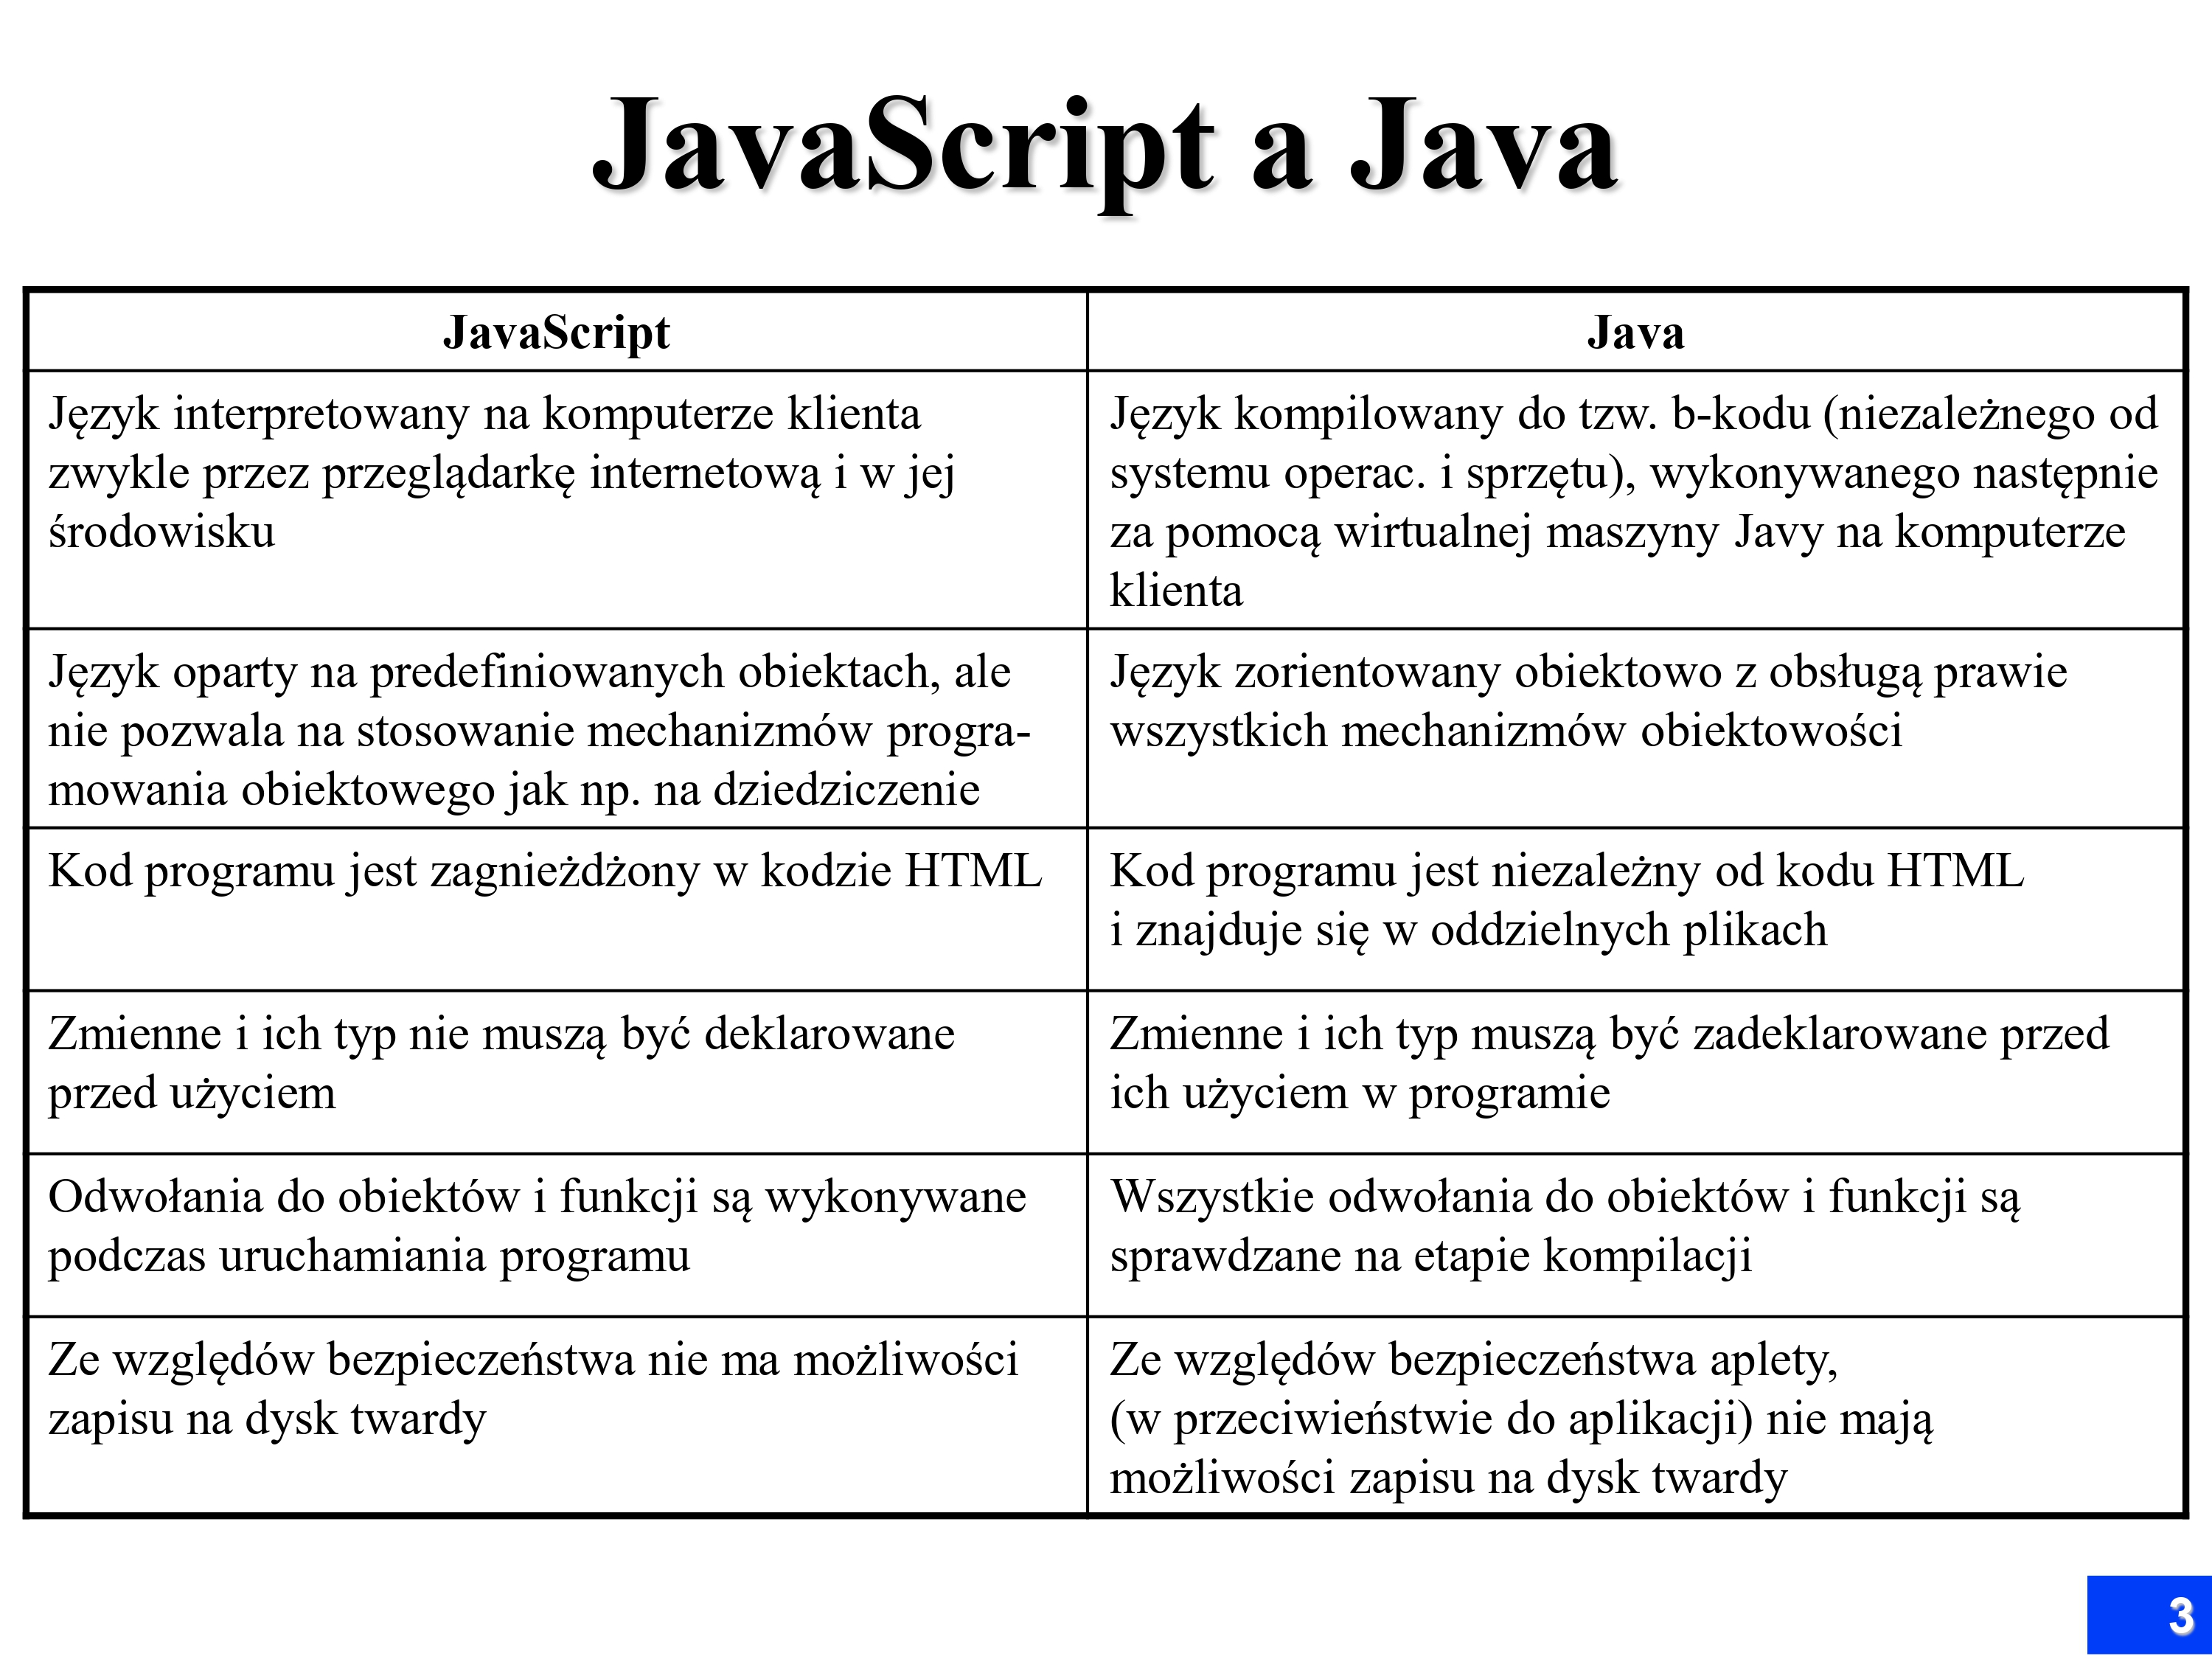 JavaScript a Java
JavaScript
Java
Język interpretowany na komputerze klienta
zwykle przez przeglądarkę internetową i w jej
środowisku
Język kompilowany do tzw. b-kodu (niezależnego od
systemu operac. i sprzętu), wykonywanego następnie
za pomocą wirtualnej maszyny Javy na komputerze
klienta
Język oparty na predefiniowanych obiektach, ale
nie pozwala na stosowanie mechanizmów progra-
mowania obiektowego jak np. na dziedziczenie
Język zorientowany obiektowo z obsługą prawie
wszystkich mechanizmów obiektowości
Kod programu jest zagnieżdżony w kodzie HTML
Kod programu jest niezależny od kodu HTML
i znajduje się w oddzielnych plikach
Zmienne i ich typ nie muszą być deklarowane
przed użyciem
Zmienne i ich typ muszą być zadeklarowane przed
ich użyciem w programie
Odwołania do obiektów i funkcji są wykonywane
podczas uruchamiania programu
Wszystkie odwołania do obiektów i funkcji są
sprawdzane na etapie kompilacji
Ze względów bezpieczeństwa nie ma możliwości
zapisu na dysk twardy
Ze względów bezpieczeństwa aplety,
(w przeciwieństwie do aplikacji) nie mają
możliwości zapisu na dysk twardy
3